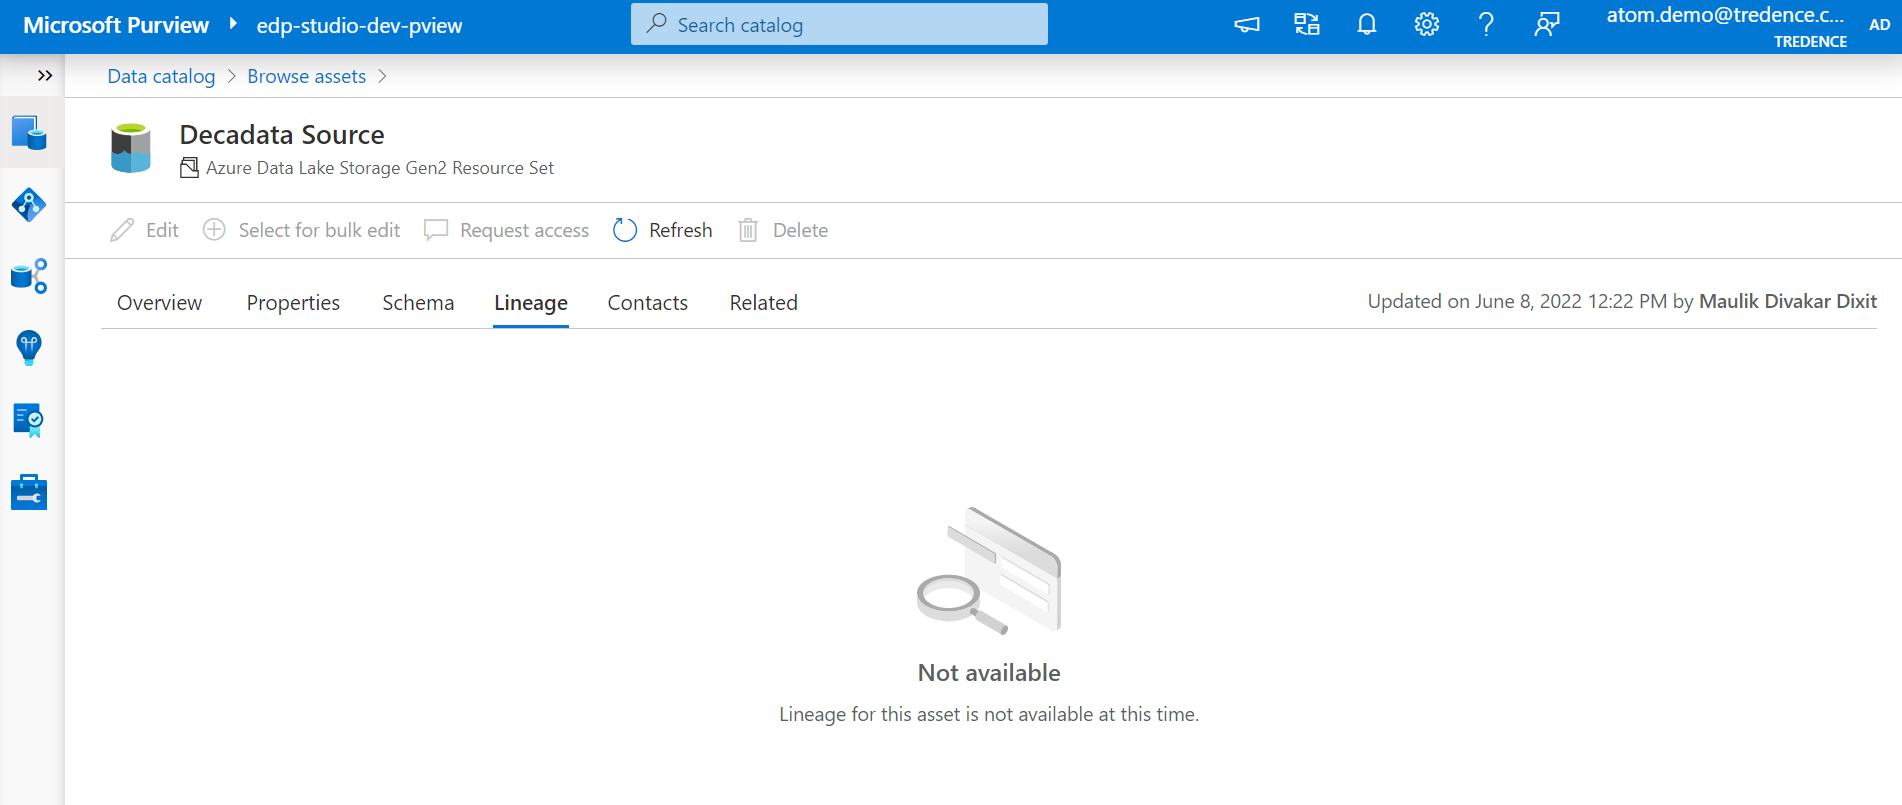 Microsoft Purview edp-studio-dev-pview Search catalog atom.demo@tredence.c... AD
TREDENCE
Data catalog Browse assets
Decadata Source
Azure Data Lake Storage Gen2 Resource Set
Edit Select for bulk edit Request access Refresh Delete
Overview Properties Schema Lineage Contacts Related Updated on June 8, 2022 12:22 PM by Maulik Divakar Dixit
Not available
Lineage for this asset is not available at this time.